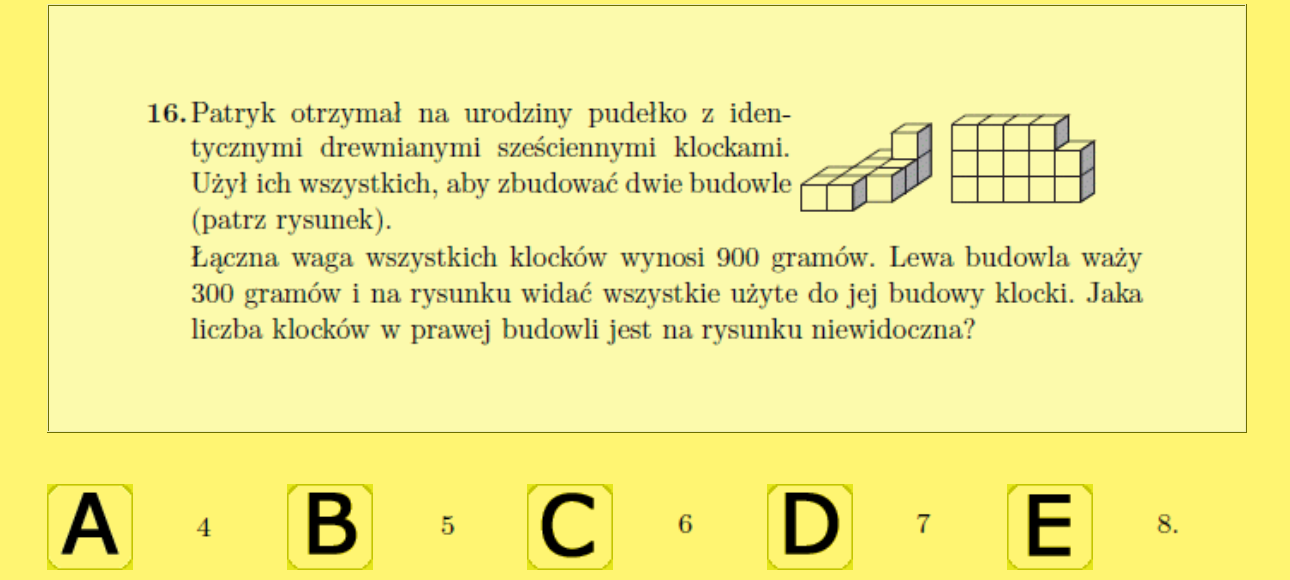 16. Patryk otrzymał na urodziny pudełko z iden-
tycznymi drewnianymi sześciennymi klockami.
Użył ich wszystkich, aby zbudować dwie budowle
(patrz rysunek).
Łączna waga wszystkich klocków wynosi 900 gramów. Lewa budowla waży
300 gramów i na rysunku widać wszystkie użyte do jej budowy klocki. Jaka
liczba klocków w prawej budowli jest na rysunku niewidoczna?
A 4 B 5 C 6 D 7 E 8.